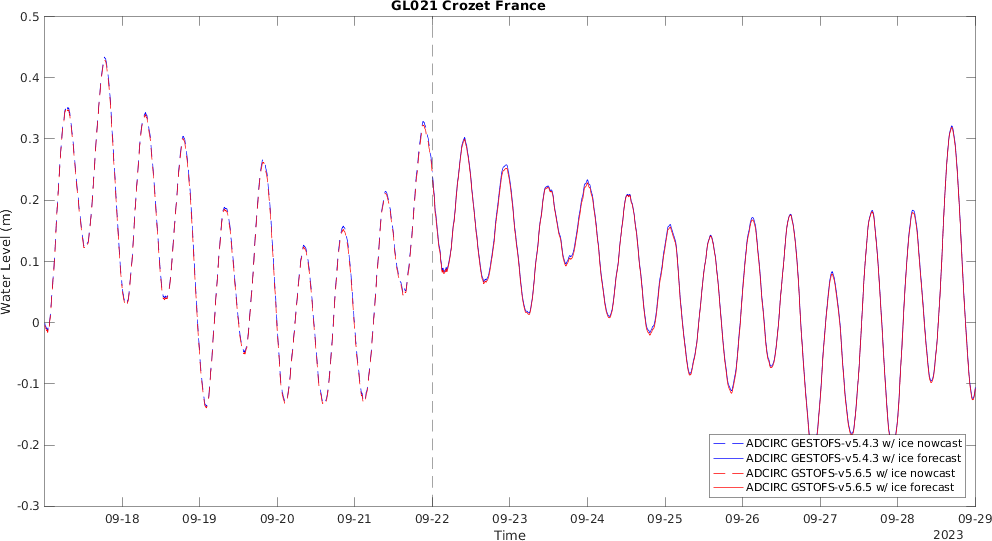 GL021 Crozet France
0.5
0.4
0.3
0.2
0.1
0
-0.1
-0.2
-0.3
Water Level (m)
ADCIRC GESTOFS-v5.4.3 w/ ice nowcast
ADCIRC GESTOFS-v5.4.3 w/ ice forecast
ADCIRC GSTOFS-v5.6.5 w/ ice nowcast
ADCIRC GSTOFS-v5.6.5 w/ ice forecast
09-18 09-19 09-20 09-21 09-22 09-23 09-24 09-25 09-26 09-27 09-28 09-29
Time 2023